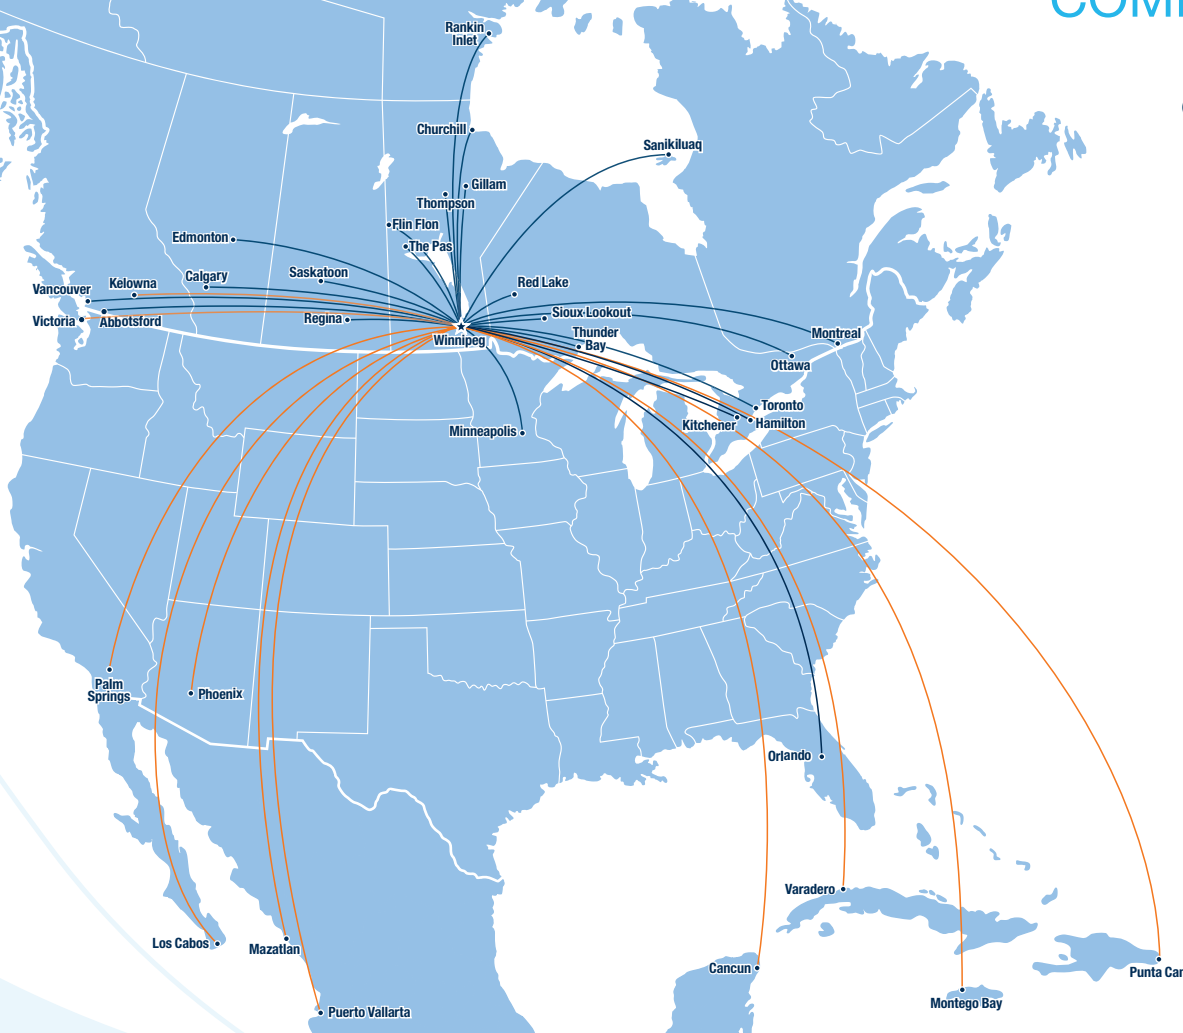 Rankin
Inlet
Churchill
Sanikiluaq
Gillam
Thompson
Flin Flon
Edmonton
The Pas
Saskatoon
Calgary
Kelowna
Red Lake
Vancouver
Sioux Lookout
Regina
Victoria
Abbotsford
Thunder
Bay
Winnipeg
Montreal
Ottawa
Toronto
Kitchener
Hamilton
Minneapolis
Palm
Springs
Phoenix
Orlando
Varadero
Los Cabos
Mazatlan
Cancun
Punta Can
Montego Bay
Puerto Vallarta